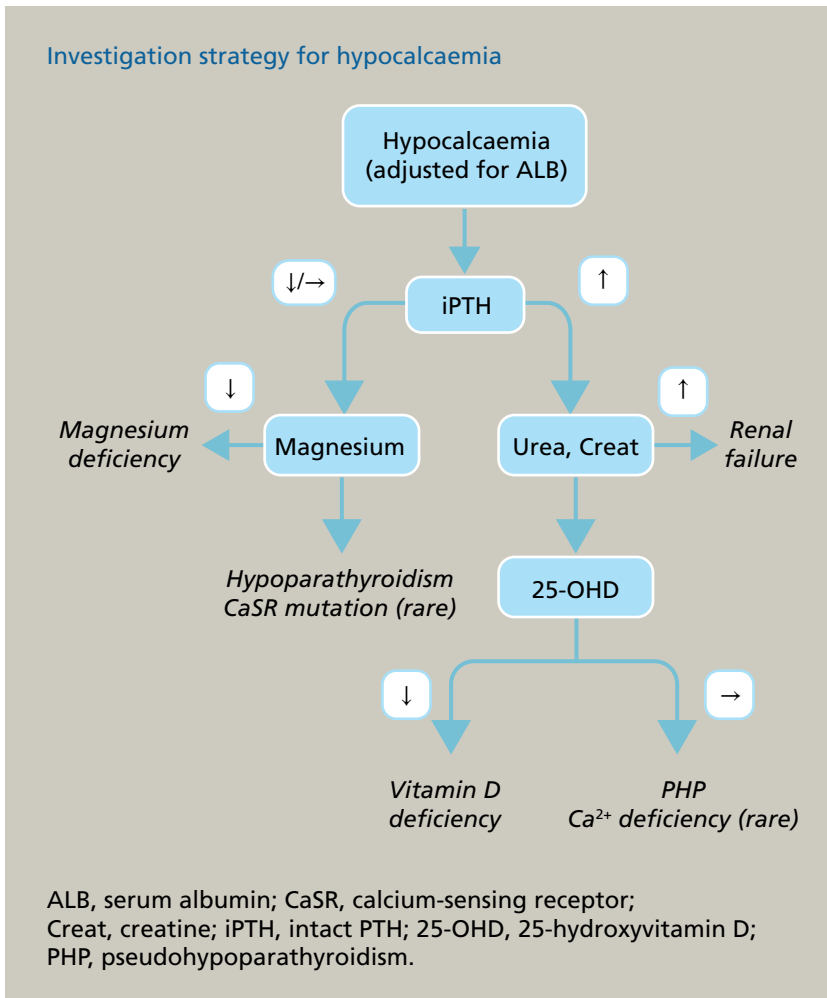 Investigation strategy for hypocalcaemia
Hypocalcaemia
(adjusted for ALB)
↓/→
↑
iPTH
↓
↑
Magnesium
deficiency
Magnesium
Urea, Creat
Renal
failure
Hypoparathyroidism
CaSR mutation (rare)
25-OHD
↓
→
Vitamin D
deficiency
PHP
Ca²⁺ deficiency (rare)
ALB, serum albumin; CaSR, calcium-sensing receptor;
Creat, creatine; iPTH, intact PTH; 25-OHD, 25-hydroxyvitamin D;
PHP, pseudohypoparathyroidism.